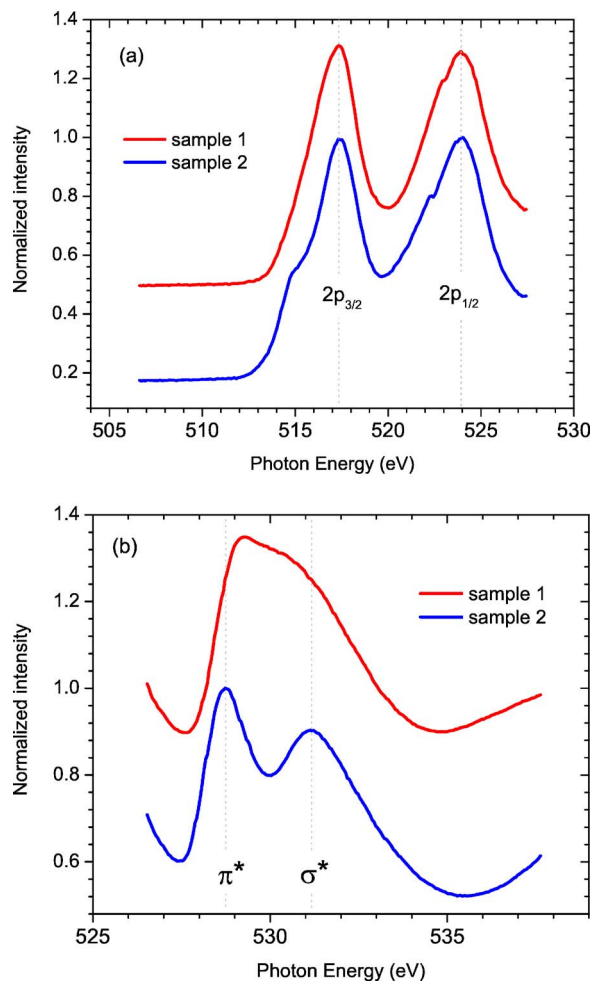 (a)
Normalized intensity
1.4
1.2
1.0
0.8
0.6
0.4
0.2
sample 1
sample 2
2p3/2
2p1/2
505 510 515 520 525 530
Photon Energy (eV)
(b)
Normalized intensity
1.4
1.2
1.0
0.8
0.6
sample 1
sample 2
π* σ*
525 530 535
Photon Energy (eV)